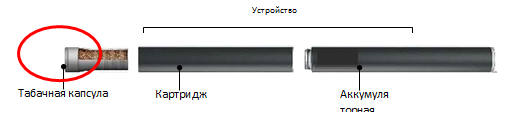 Устройство
Табачная капсула
Картридж
Аккумуля
торная